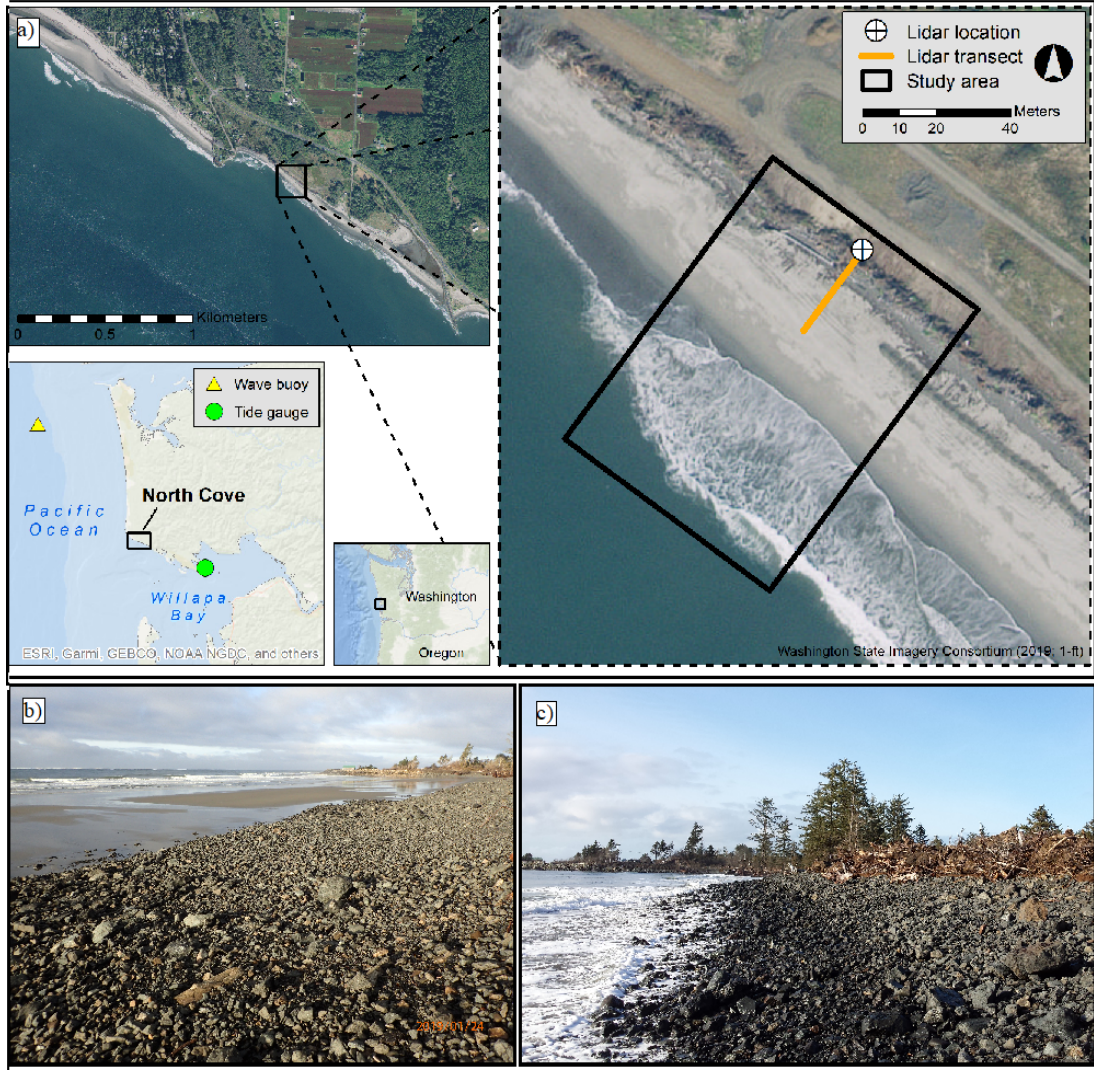 a)
Lidar location
Lidar transect
Study area
Meters
0 10 20 40
Kilometers
0 0.5 1
Wave buoy
Tide gauge
North Cove
Pacific
Ocean
Willapa
Bay
ESRI, Garmi, GEBCO, NOAA NGDC, and others
Washington
Oregon
Washington State Imagery Consortium (2019; 1-ft)
b)
c)